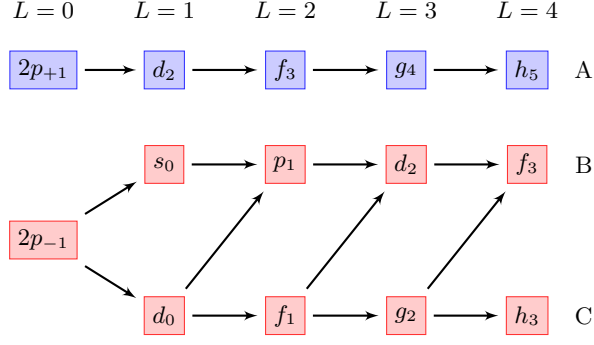 L = 0 L = 1 L = 2 L = 3 L = 4
2p₊₁ d₂ f₃ g₄ h₅ A
s₀ p₁ d₂ f₃ B
2p₋₁
d₀ f₁ g₂ h₃ C